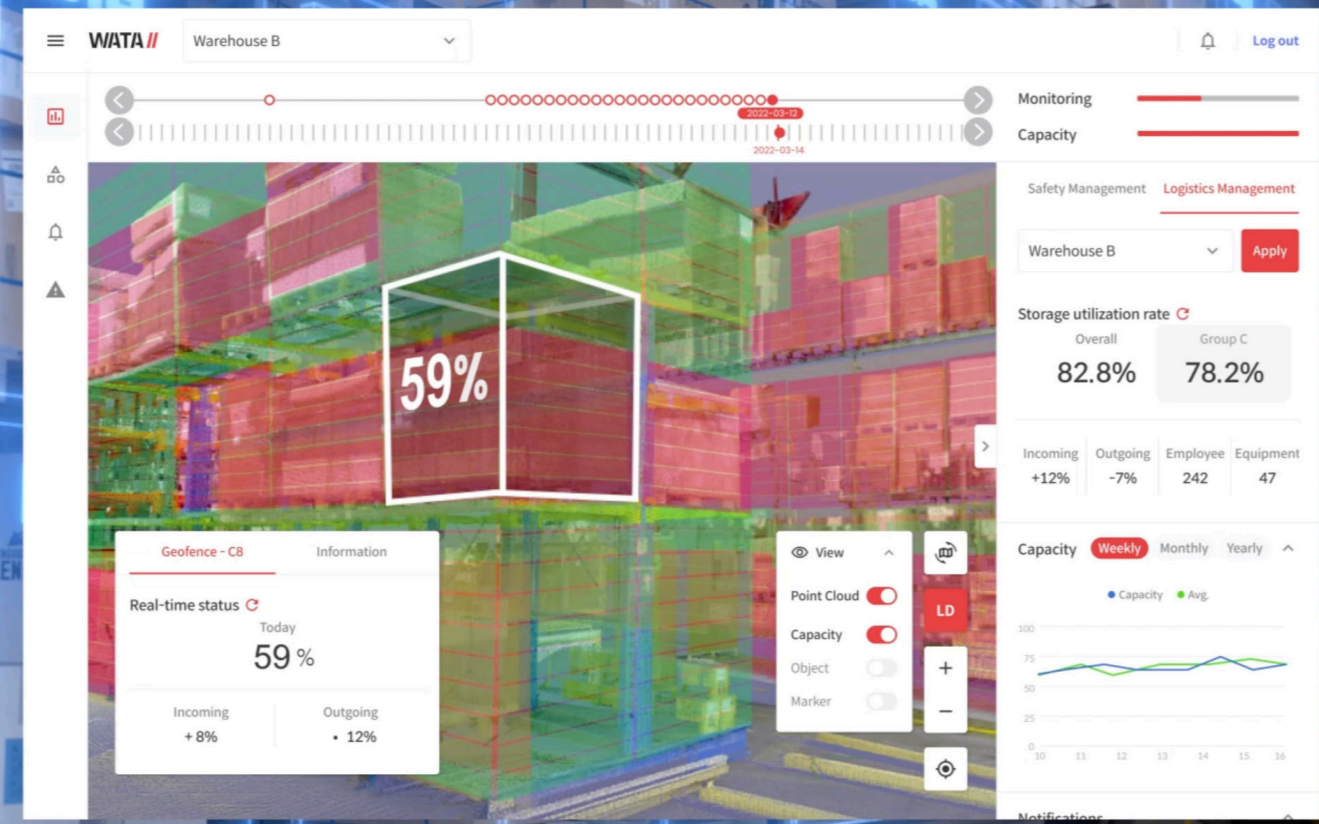 WATA //
Warehouse B
Log out
2022-03-12
2022-03-14
Monitoring
Capacity
Safety Management
Logistics Management
Warehouse B
Apply
Storage utilization rate
Overall
Group C
82.8%
78.2%
Incoming
Outgoing
Employee
Equipment
+12%
-7%
242
47
59%
Geofence - C8
Information
Real-time status
Today
59 %
Incoming
Outgoing
+ 8%
• 12%
View
Point Cloud
Capacity
Object
Marker
LD
+
−
Capacity
Weekly
Monthly
Yearly
Capacity
Avg.
100
75
50
25
0
10 11 12 13 14 15 16
Notifications